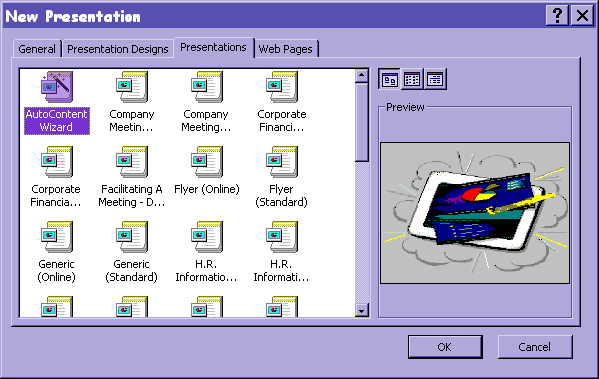 New Presentation
General
Presentation Designs
Presentations
Web Pages
AutoContent
Wizard
Company
Meetin...
Company
Meeting...
Corporate
Financi...
Corporate
Financia...
Facilitating A
Meeting - D...
Flyer (Online)
Flyer
(Standard)
Generic
(Online)
Generic
(Standard)
H.R.
Informatio...
H.R.
Informati...
Preview
OK
Cancel